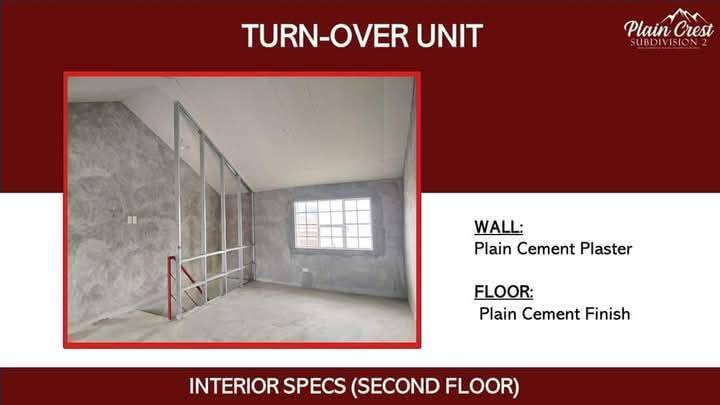 TURN-OVER UNIT
Plain Crest
SUBDIVISION 2
WALL:
Plain Cement Plaster
FLOOR:
Plain Cement Finish
INTERIOR SPECS (SECOND FLOOR)